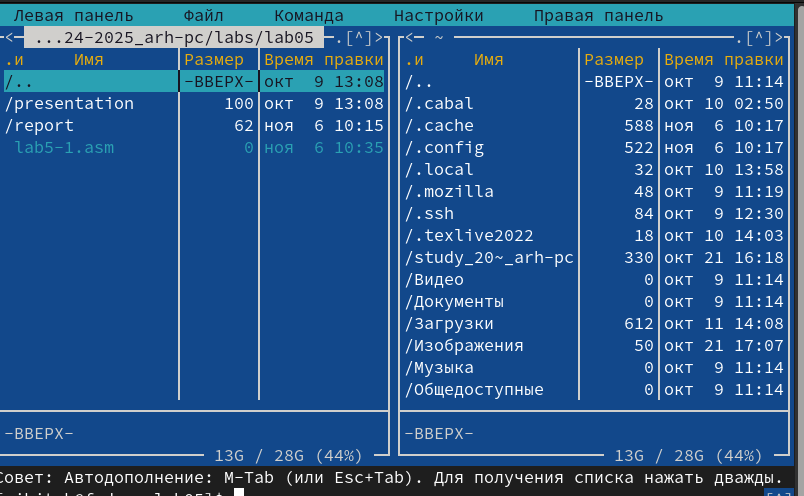 Левая панель Файл Команда Настройки Правая панель
<─ ...24-2025_arh-pc/labs/lab05 ─.[^]>
.и Имя Размер Время правки
/.. -ВВЕРХ- окт 9 13:08
/presentation 100 окт 9 13:08
/report 62 ноя 6 10:15
lab5-1.asm 0 ноя 6 10:35
-ВВЕРХ-
13G / 28G (44%)
<─ ~ ─.[^]>
.и Имя Размер Время правки
/.. -ВВЕРХ- окт 9 11:14
/.cabal 28 окт 10 02:50
/.cache 588 ноя 6 10:17
/.config 522 ноя 6 10:17
/.local 32 окт 10 13:58
/.mozilla 48 окт 9 11:19
/.ssh 84 окт 9 12:30
/.texlive2022 18 окт 10 14:03
/study_20~_arh-pc 330 окт 21 16:18
/Видео 0 окт 9 11:14
/Документы 0 окт 9 11:14
/Загрузки 612 окт 11 14:08
/Изображения 50 окт 21 17:07
/Музыка 0 окт 9 11:14
/Общедоступные 0 окт 9 11:14
-ВВЕРХ-
13G / 28G (44%)
Совет: Автодополнение: M-Tab (или Esc+Tab). Для получения списка нажать дважды.
[^]